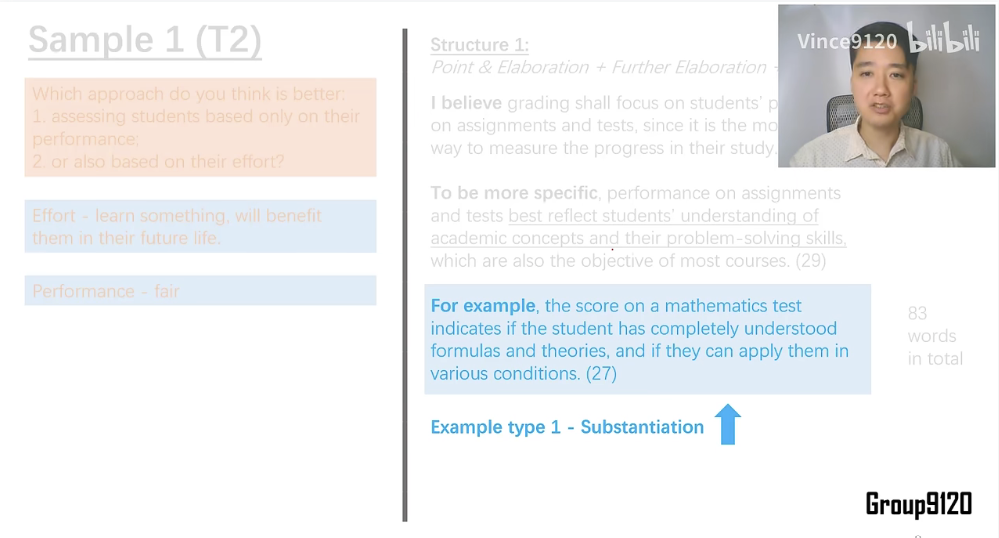 Sample 1 (T2)
Which approach do you think is better:
1. assessing students based only on their
performance;
2. or also based on their effort?
Effort - learn something, will benefit
them in their future life.
Performance - fair
Structure 1:
Point & Elaboration + Further Elaboration
I believe grading shall focus on students'
on assignments and tests, since it is the
way to measure the progress in their study.
To be more specific, performance on assignments
and tests best reflect students' understanding of
academic concepts and their problem-solving skills,
which are also the objective of most courses. (29)
For example, the score on a mathematics test
indicates if the student has completely understood
formulas and theories, and if they can apply them in
various conditions. (27)
Example type 1 - Substantiation
83
words
in total
Vince9120 bilibili
Group9120